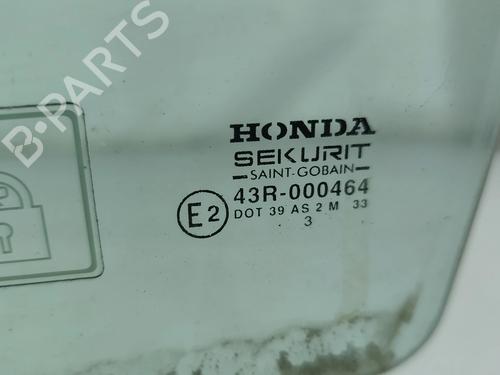 B-PARTS
HONDA
SEKURIT
SAINT-GOBAIN
E2 43R-000464
DOT 39 AS 2 M 33
3